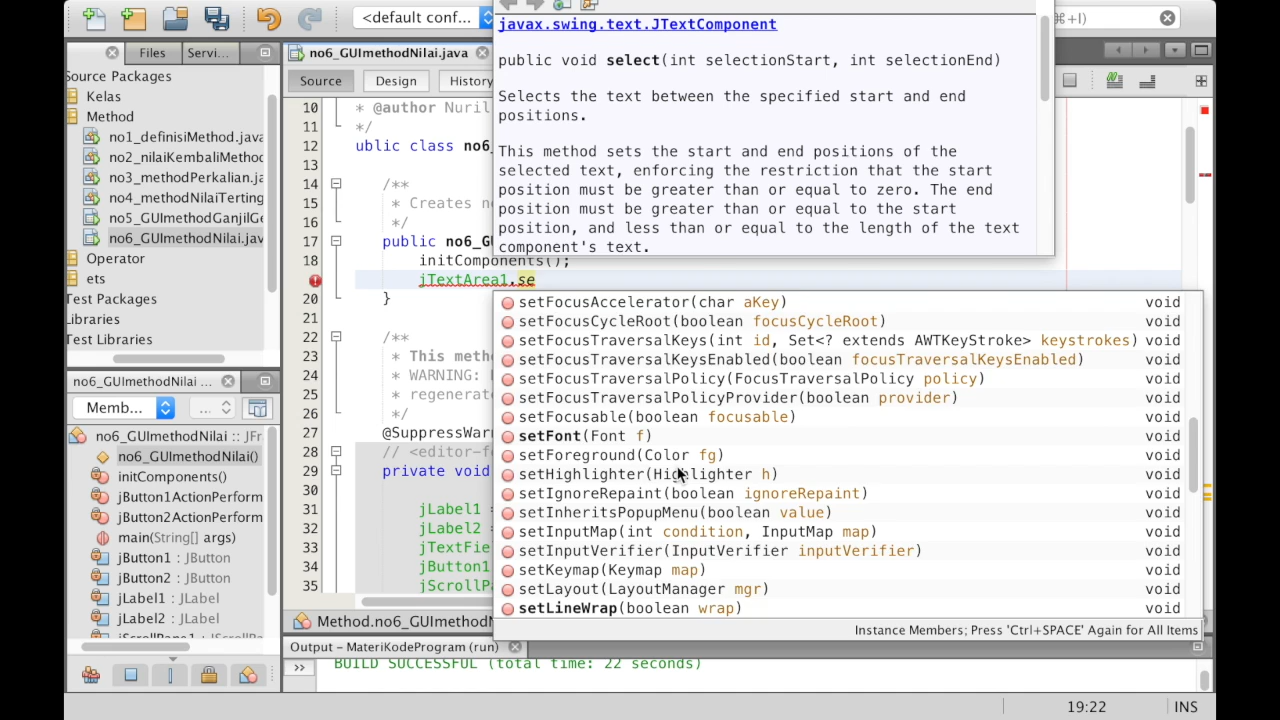 <default conf...
⌘+I)
Files
Servi...
Source Packages
Kelas
Method
no1_definisiMethod.java
no2_nilaiKembaliMethod
no3_methodPerkalian.ja
no4_methodNilaiTerting
no5_GUImethodGanjilGe
no6_GUImethodNilai.jav
Operator
ets
Test Packages
Libraries
Test Libraries
no6_GUImethodNilai ...
Memb...
...
no6_GUImethodNilai :: JFr
no6_GUImethodNilai()
initComponents()
jButton1ActionPerform
jButton2ActionPerform
main(String[] args)
jButton1 : JButton
jButton2 : JButton
jLabel1 : JLabel
jLabel2 : JLabel
no6_GUImethodNilai.java
Source
Design
History
10 * @author Nuril
11 */
12 ublic class no6_
13
14 /**
15 * Creates n
16 */
17 public no6_GU
18 initComponents();
jTextArea1.se
20 }
21
22 /**
23 * This meth
24 * WARNING:
25 * regenerat
26 */
27 @SuppressWar
28 // <editor-f
29 private void
30
31 jLabel1 =
32 jLabel2 =
33 jTextFie
34 jButton1
35 jScrollP
javax.swing.text.JTextComponent
public void select(int selectionStart, int selectionEnd)
Selects the text between the specified start and end
positions.
This method sets the start and end positions of the
selected text, enforcing the restriction that the start
position must be greater than or equal to zero. The end
position must be greater than or equal to the start
position, and less than or equal to the length of the text
component's text.
setFocusAccelerator(char aKey) void
setFocusCycleRoot(boolean focusCycleRoot) void
setFocusTraversalKeys(int id, Set<? extends AWTKeyStroke> keystrokes) void
setFocusTraversalKeysEnabled(boolean focusTraversalKeysEnabled) void
setFocusTraversalPolicy(FocusTraversalPolicy policy) void
setFocusTraversalPolicyProvider(boolean provider) void
setFocusable(boolean focusable) void
setFont(Font f) void
setForeground(Color fg) void
setHighlighter(Highlighter h) void
setIgnoreRepaint(boolean ignoreRepaint) void
setInheritsPopupMenu(boolean value) void
setInputMap(int condition, InputMap map) void
setInputVerifier(InputVerifier inputVerifier) void
setKeymap(Keymap map) void
setLayout(LayoutManager mgr) void
setLineWrap(boolean wrap) void
Instance Members; Press 'Ctrl+SPACE' Again for All Items
Method.no6_GUImethodN
Output – MateriKodeProgram (run)
BUILD SUCCESSFUL (total time: 22 seconds)
19:22
INS